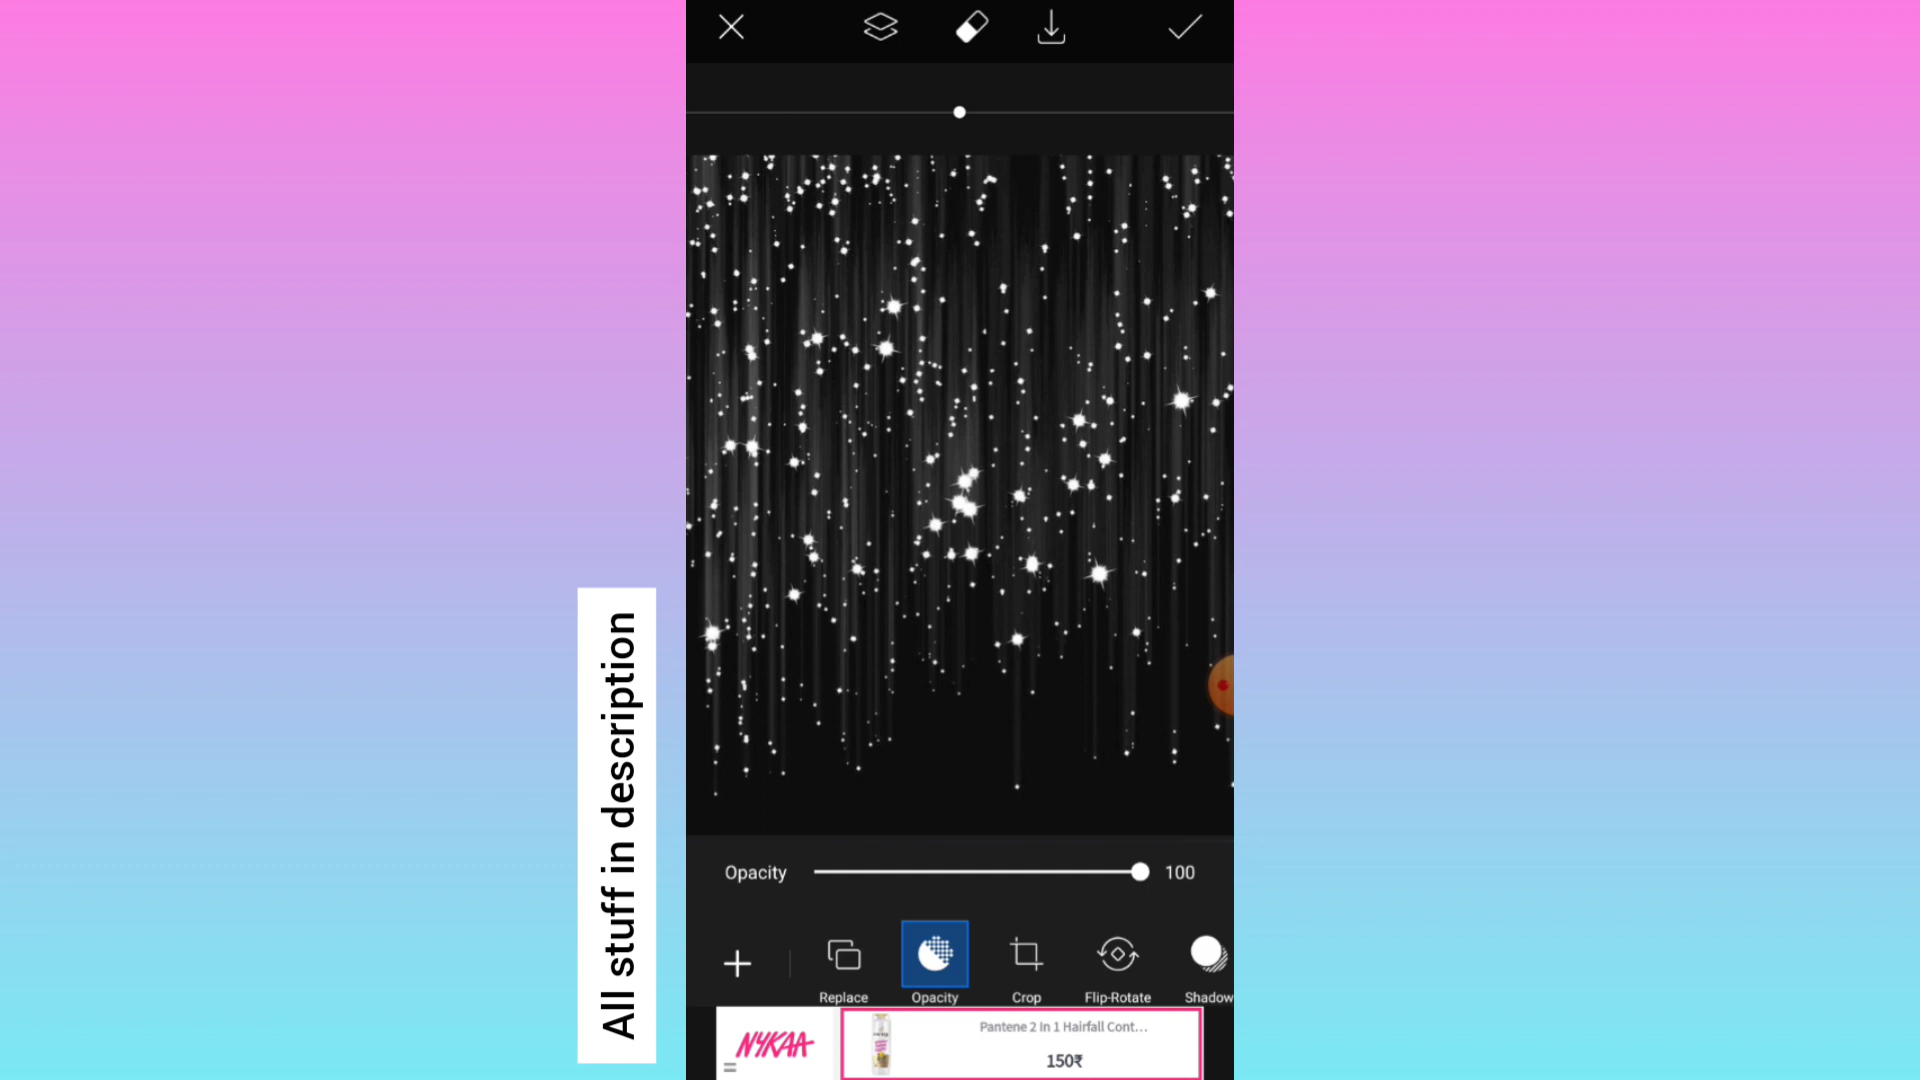 All stuff in description
Opacity 100
Replace Opacity Crop Flip-Rotate Shadow
NYKAA
Pantene 2 In 1 Hairfall Cont...
150₹